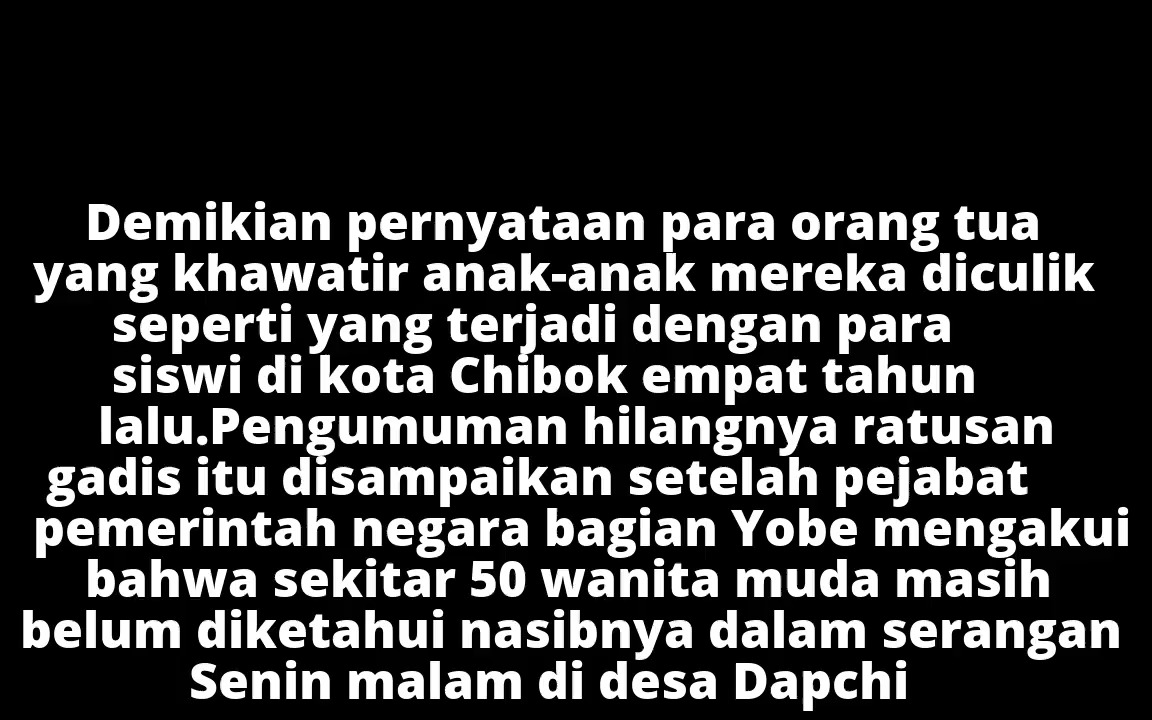 Demikian pernyataan para orang tua
yang khawatir anak-anak mereka diculik
seperti yang terjadi dengan para
siswi di kota Chibok empat tahun
lalu.Pengumuman hilangnya ratusan
gadis itu disampaikan setelah pejabat
pemerintah negara bagian Yobe mengakui
bahwa sekitar 50 wanita muda masih
belum diketahui nasibnya dalam serangan
Senin malam di desa Dapchi